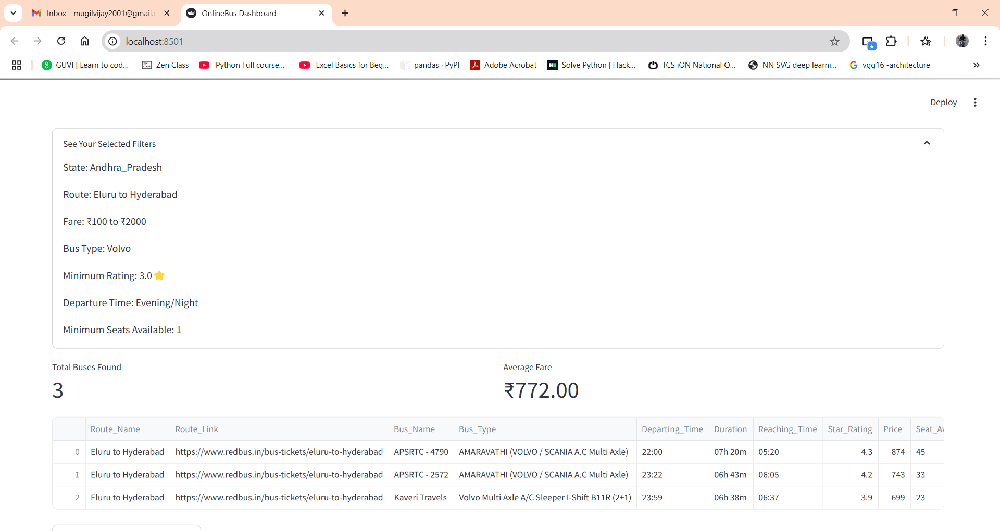 Inbox - mugilvijay2001@gmail.c
OnlineBus Dashboard
localhost:8501
GUVI | Learn to cod...
ZEN CLASS
Zen Class
Python Full course...
Excel Basics for Beg...
pandas · PyPI
Adobe Acrobat
Solve Python | Hack...
TCS iON National Q...
NN SVG deep learni...
vgg16 -architecture
Deploy
See Your Selected Filters
State: Andhra_Pradesh
Route: Eluru to Hyderabad
Fare: ₹100 to ₹2000
Bus Type: Volvo
Minimum Rating: 3.0
Departure Time: Evening/Night
Minimum Seats Available: 1
Total Buses Found
3
Average Fare
₹772.00
Route_Name Route_Link Bus_Name Bus_Type Departing_Time Duration Reaching_Time Star_Rating Price Seat_Av
0 Eluru to Hyderabad https://www.redbus.in/bus-tickets/eluru-to-hyderabad APSRTC - 4790 AMARAVATHI (VOLVO / SCANIA A.C Multi Axle) 22:00 07h 20m 05:20 4.3 874 45
1 Eluru to Hyderabad https://www.redbus.in/bus-tickets/eluru-to-hyderabad APSRTC - 2572 AMARAVATHI (VOLVO / SCANIA A.C Multi Axle) 23:22 06h 43m 06:05 4.2 743 33
2 Eluru to Hyderabad https://www.redbus.in/bus-tickets/eluru-to-hyderabad Kaveri Travels Volvo Multi Axle A/C Sleeper I-Shift B11R (2+1) 23:59 06h 38m 06:37 3.9 699 23